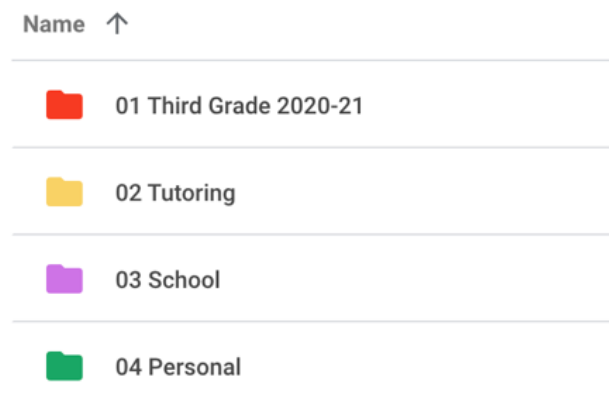 Name ↑
01 Third Grade 2020-21
02 Tutoring
03 School
04 Personal